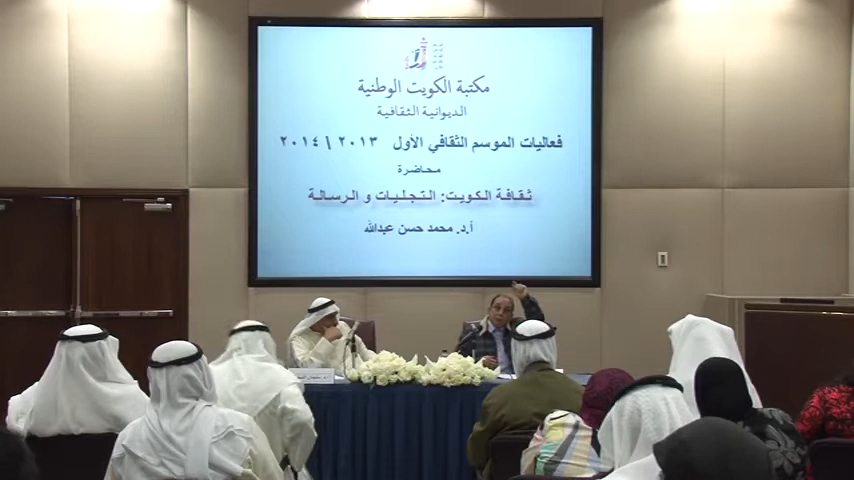 مكتبة الكويت الوطنية
الديوانية الثقافية
فعاليات الموسم الثقافي الأول ٢٠١٣ \ ٢٠١٤
محاضرة
ثقافة الكويت: التجليات و الرسالة
أ.د. محمد حسن عبدالله